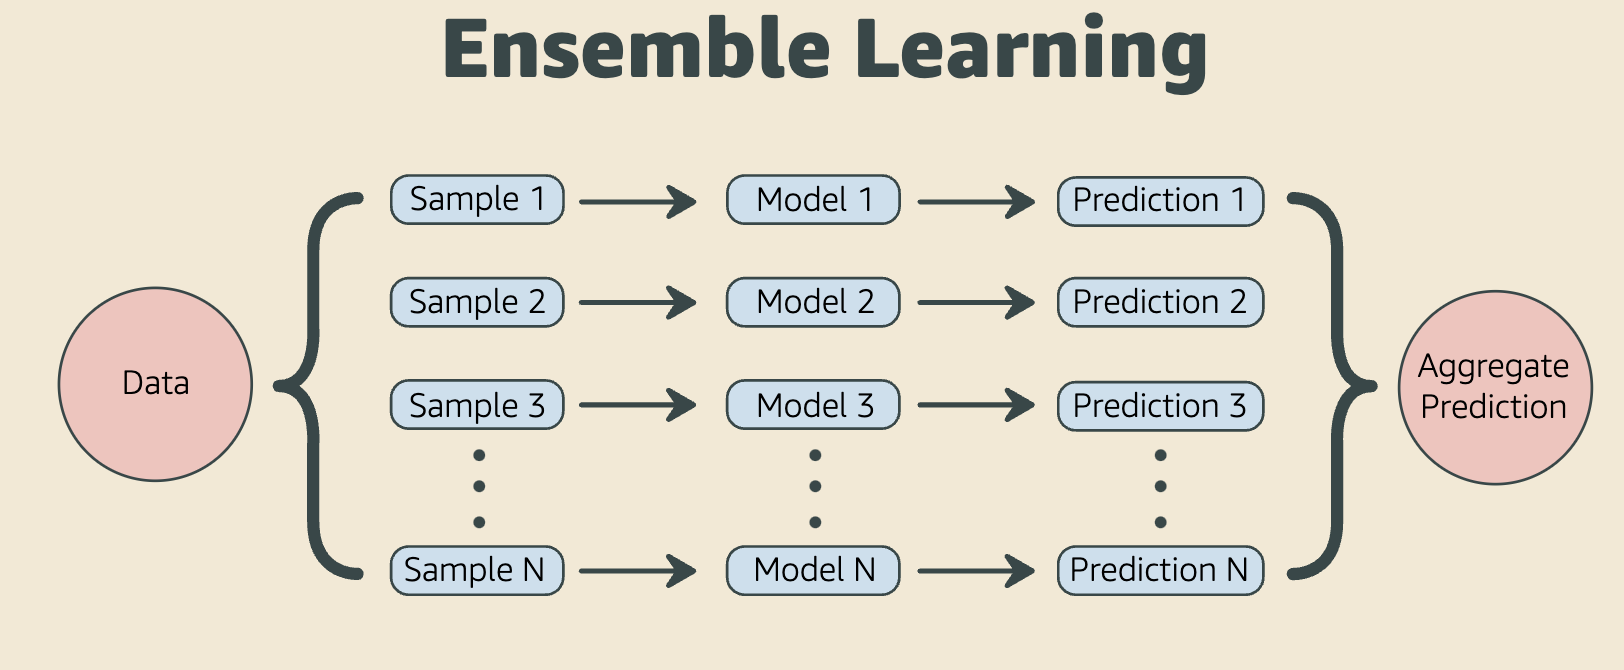 Ensemble Learning
Sample 1
Model 1
Prediction 1
Sample 2
Model 2
Prediction 2
Data
Sample 3
Model 3
Prediction 3
Aggregate
Prediction
Sample N
Model N
Prediction N